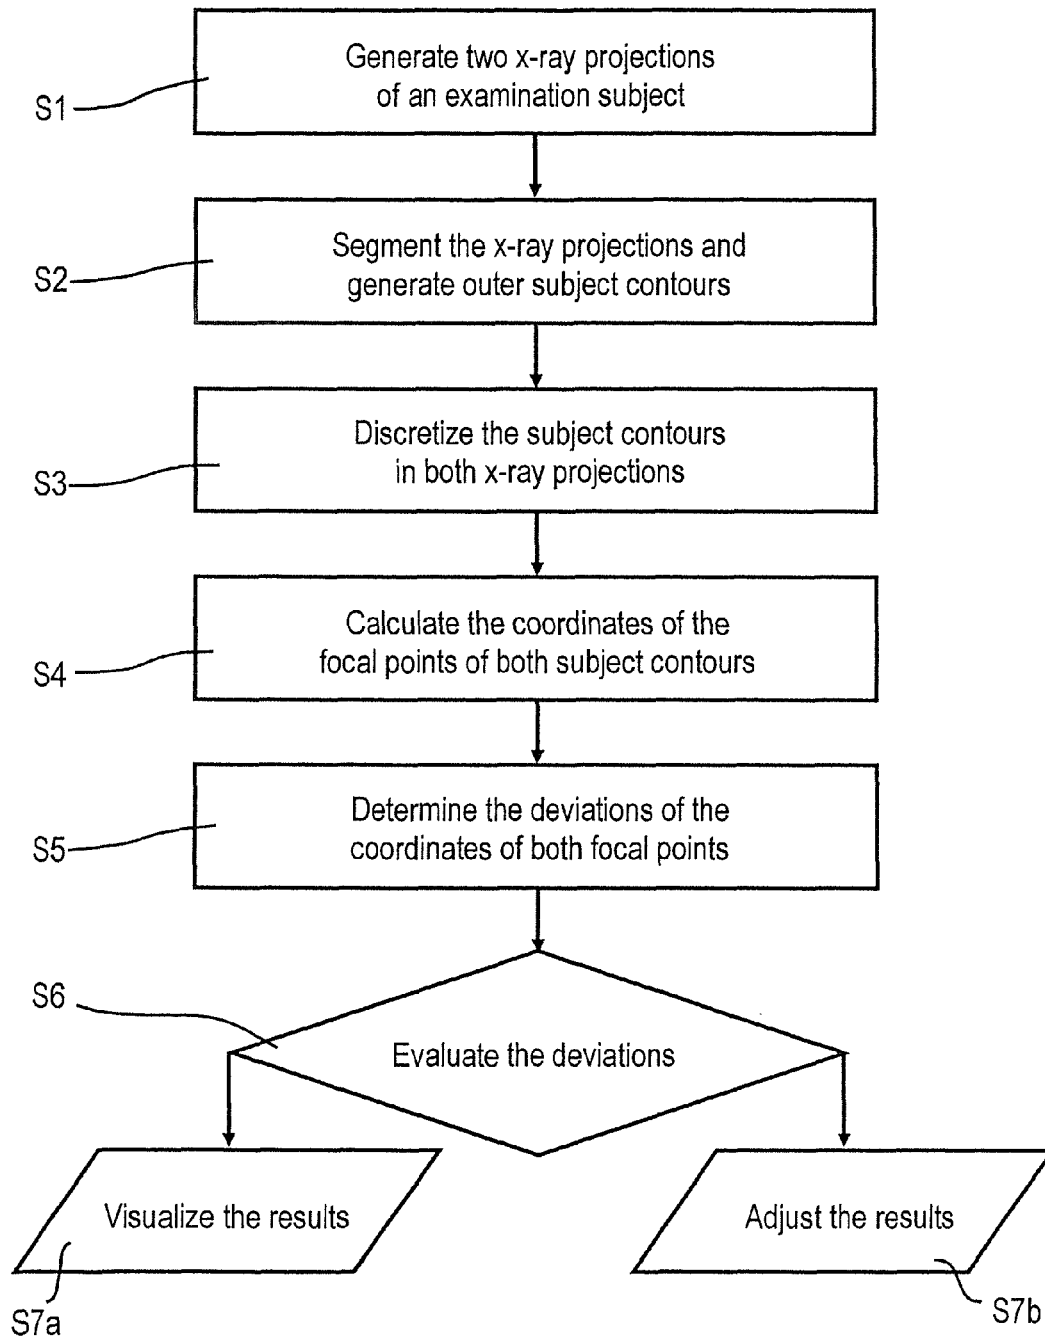 Generate two x-ray projections
of an examination subject
S1
Segment the x-ray projections and
generate outer subject contours
S2
Discretize the subject contours
in both x-ray projections
S3
Calculate the coordinates of the
focal points of both subject contours
S4
Determine the deviations of the
coordinates of both focal points
S5
S6
Evaluate the deviations
Visualize the results
Adjust the results
S7a
S7b